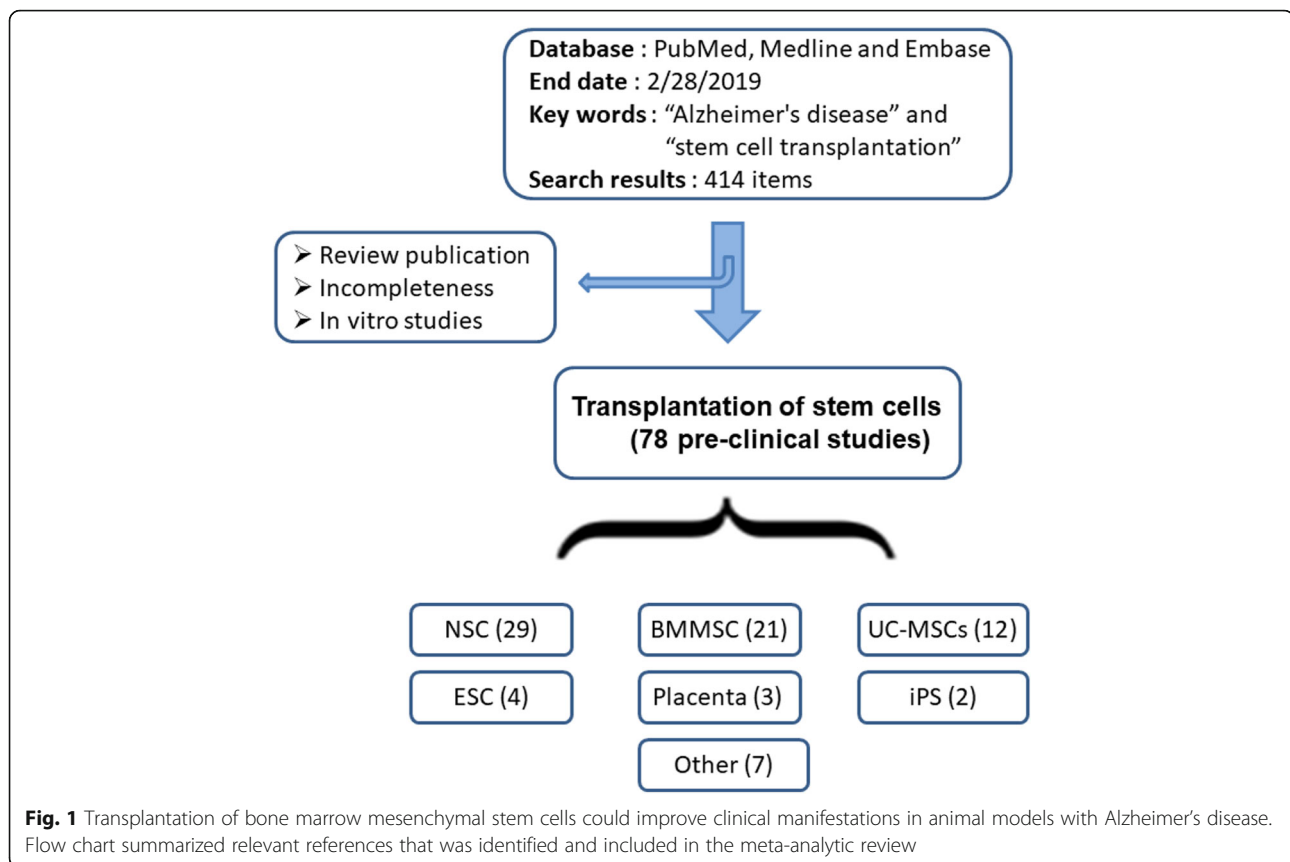 Database : PubMed, Medline and Embase
End date : 2/28/2019
Key words : “Alzheimer's disease” and
“stem cell transplantation”
Search results : 414 items
➢ Review publication
➢ Incompleteness
➢ In vitro studies
Transplantation of stem cells
(78 pre-clinical studies)
NSC (29)
BMMSC (21)
UC-MSCs (12)
ESC (4)
Placenta (3)
iPS (2)
Other (7)
Fig. 1 Transplantation of bone marrow mesenchymal stem cells could improve clinical manifestations in animal models with Alzheimer’s disease.
Flow chart summarized relevant references that was identified and included in the meta-analytic review